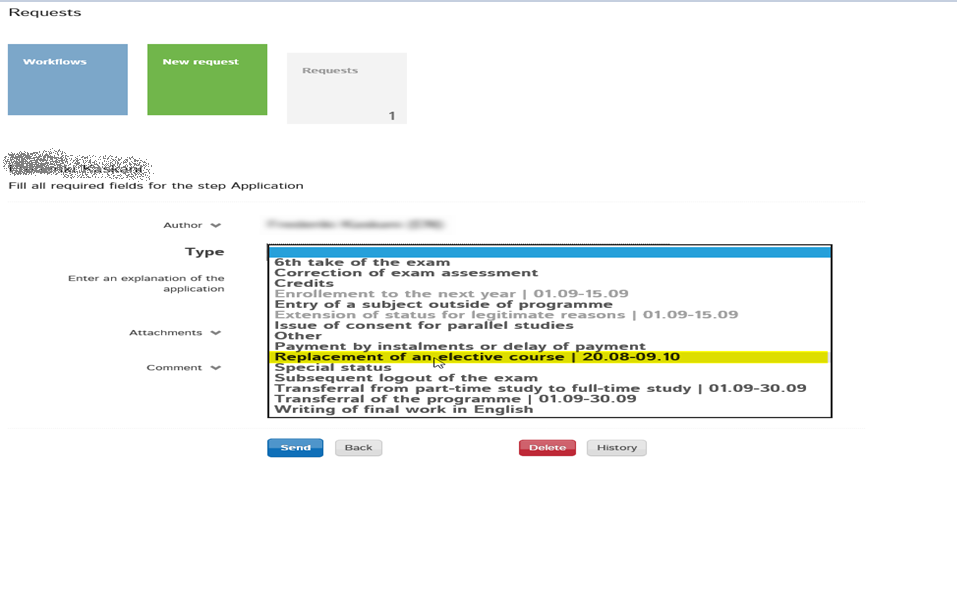 Requests
Workflows
New request
Requests
1
Fill all required fields for the step Application
Author
Type
6th take of the exam
Correction of exam assessment
Credits
Enrollement to the next year | 01.09-15.09
Entry of a subject outside of programme
Extension of status for legitimate reasons | 01.09-15.09
Issue of consent for parallel studies
Other
Payment by instalments or delay of payment
Replacement of an elective course | 20.08-09.10
Special status
Subsequent logout of the exam
Transferral from part-time study to full-time study | 01.09-30.09
Transferral of the programme | 01.09-30.09
Writing of final work in English
Enter an explanation of the
application
Attachments
Comment
Send
Back
Delete
History